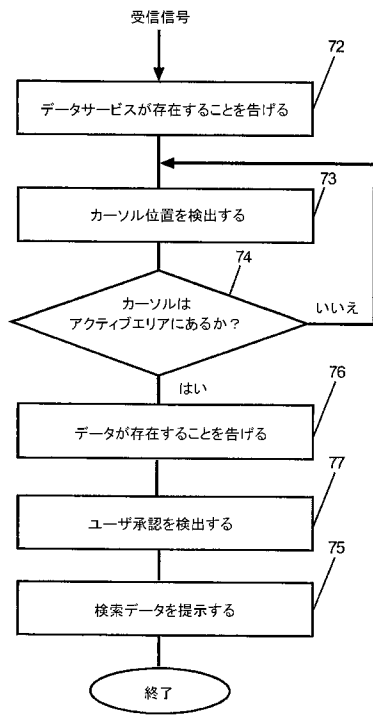 受信信号
72
データサービスが存在することを告げる
73
カーソル位置を検出する
74
カーソルは
アクティブエリアにあるか？
いいえ
はい
76
データが存在することを告げる
77
ユーザ承認を検出する
75
検索データを提示する
終了